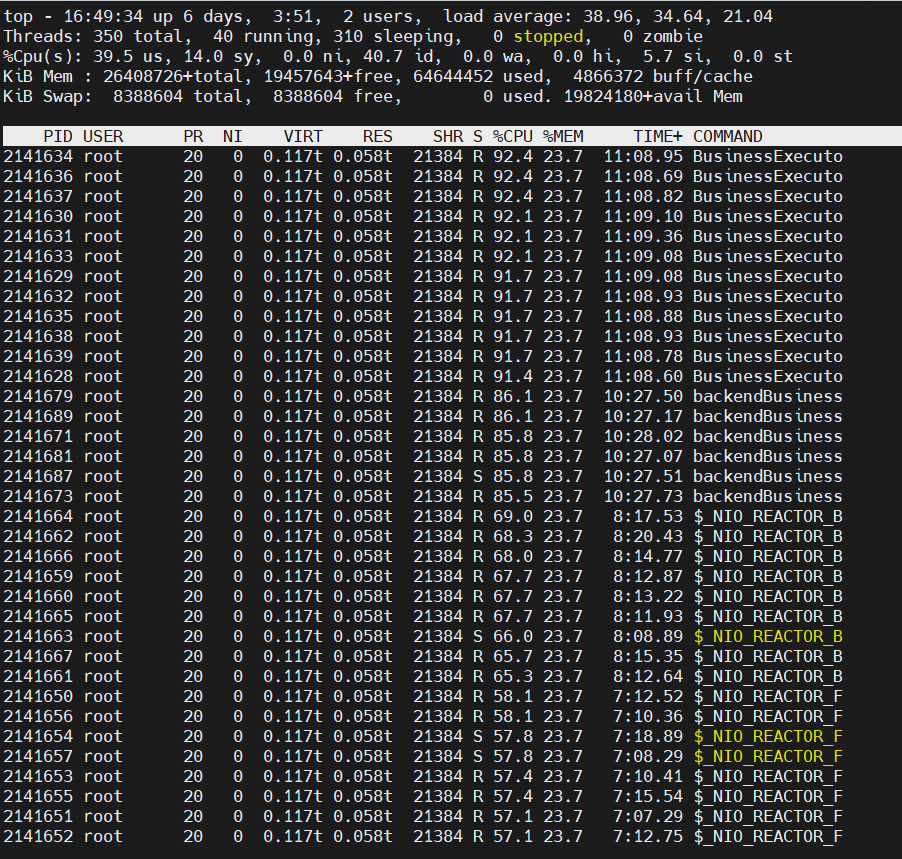 top - 16:49:34 up 6 days,  3:51,  2 users,  load average: 38.96, 34.64, 21.04
Threads: 350 total,  40 running, 310 sleeping,   0 stopped,   0 zombie
%Cpu(s): 39.5 us, 14.0 sy,  0.0 ni, 40.7 id,  0.0 wa,  0.0 hi,  5.7 si,  0.0 st
KiB Mem : 26408726+total, 19457643+free, 64644452 used,  4866372 buff/cache
KiB Swap:  8388604 total,  8388604 free,        0 used. 19824180+avail Mem
PID USER      PR  NI    VIRT    RES    SHR S %CPU %MEM     TIME+ COMMAND
2141634 root      20   0  0.117t 0.058t  21384 R 92.4 23.7  11:08.95 BusinessExecuto
2141636 root      20   0  0.117t 0.058t  21384 R 92.4 23.7  11:08.69 BusinessExecuto
2141637 root      20   0  0.117t 0.058t  21384 R 92.4 23.7  11:08.82 BusinessExecuto
2141630 root      20   0  0.117t 0.058t  21384 R 92.1 23.7  11:09.10 BusinessExecuto
2141631 root      20   0  0.117t 0.058t  21384 R 92.1 23.7  11:09.36 BusinessExecuto
2141633 root      20   0  0.117t 0.058t  21384 R 92.1 23.7  11:09.08 BusinessExecuto
2141629 root      20   0  0.117t 0.058t  21384 R 91.7 23.7  11:09.08 BusinessExecuto
2141632 root      20   0  0.117t 0.058t  21384 R 91.7 23.7  11:08.93 BusinessExecuto
2141635 root      20   0  0.117t 0.058t  21384 R 91.7 23.7  11:08.88 BusinessExecuto
2141638 root      20   0  0.117t 0.058t  21384 R 91.7 23.7  11:08.93 BusinessExecuto
2141639 root      20   0  0.117t 0.058t  21384 R 91.7 23.7  11:08.78 BusinessExecuto
2141628 root      20   0  0.117t 0.058t  21384 R 91.4 23.7  11:08.60 BusinessExecuto
2141679 root      20   0  0.117t 0.058t  21384 R 86.1 23.7  10:27.50 backendBusiness
2141689 root      20   0  0.117t 0.058t  21384 R 86.1 23.7  10:27.17 backendBusiness
2141671 root      20   0  0.117t 0.058t  21384 R 85.8 23.7  10:28.02 backendBusiness
2141681 root      20   0  0.117t 0.058t  21384 R 85.8 23.7  10:27.07 backendBusiness
2141687 root      20   0  0.117t 0.058t  21384 S 85.8 23.7  10:27.51 backendBusiness
2141673 root      20   0  0.117t 0.058t  21384 R 85.5 23.7  10:27.73 backendBusiness
2141664 root      20   0  0.117t 0.058t  21384 R 69.0 23.7   8:17.53 $_NIO_REACTOR_B
2141662 root      20   0  0.117t 0.058t  21384 R 68.3 23.7   8:20.43 $_NIO_REACTOR_B
2141666 root      20   0  0.117t 0.058t  21384 R 68.0 23.7   8:14.77 $_NIO_REACTOR_B
2141659 root      20   0  0.117t 0.058t  21384 R 67.7 23.7   8:12.87 $_NIO_REACTOR_B
2141660 root      20   0  0.117t 0.058t  21384 R 67.7 23.7   8:13.22 $_NIO_REACTOR_B
2141665 root      20   0  0.117t 0.058t  21384 R 67.7 23.7   8:11.93 $_NIO_REACTOR_B
2141663 root      20   0  0.117t 0.058t  21384 S 66.0 23.7   8:08.89 $_NIO_REACTOR_B
2141667 root      20   0  0.117t 0.058t  21384 R 65.7 23.7   8:15.35 $_NIO_REACTOR_B
2141661 root      20   0  0.117t 0.058t  21384 R 65.3 23.7   8:12.64 $_NIO_REACTOR_B
2141650 root      20   0  0.117t 0.058t  21384 R 58.1 23.7   7:12.52 $_NIO_REACTOR_F
2141656 root      20   0  0.117t 0.058t  21384 R 58.1 23.7   7:10.36 $_NIO_REACTOR_F
2141654 root      20   0  0.117t 0.058t  21384 S 57.8 23.7   7:18.89 $_NIO_REACTOR_F
2141657 root      20   0  0.117t 0.058t  21384 S 57.8 23.7   7:08.29 $_NIO_REACTOR_F
2141653 root      20   0  0.117t 0.058t  21384 R 57.4 23.7   7:10.41 $_NIO_REACTOR_F
2141655 root      20   0  0.117t 0.058t  21384 R 57.4 23.7   7:15.54 $_NIO_REACTOR_F
2141651 root      20   0  0.117t 0.058t  21384 R 57.1 23.7   7:07.29 $_NIO_REACTOR_F
2141652 root      20   0  0.117t 0.058t  21384 R 57.1 23.7   7:12.75 $_NIO_REACTOR_F